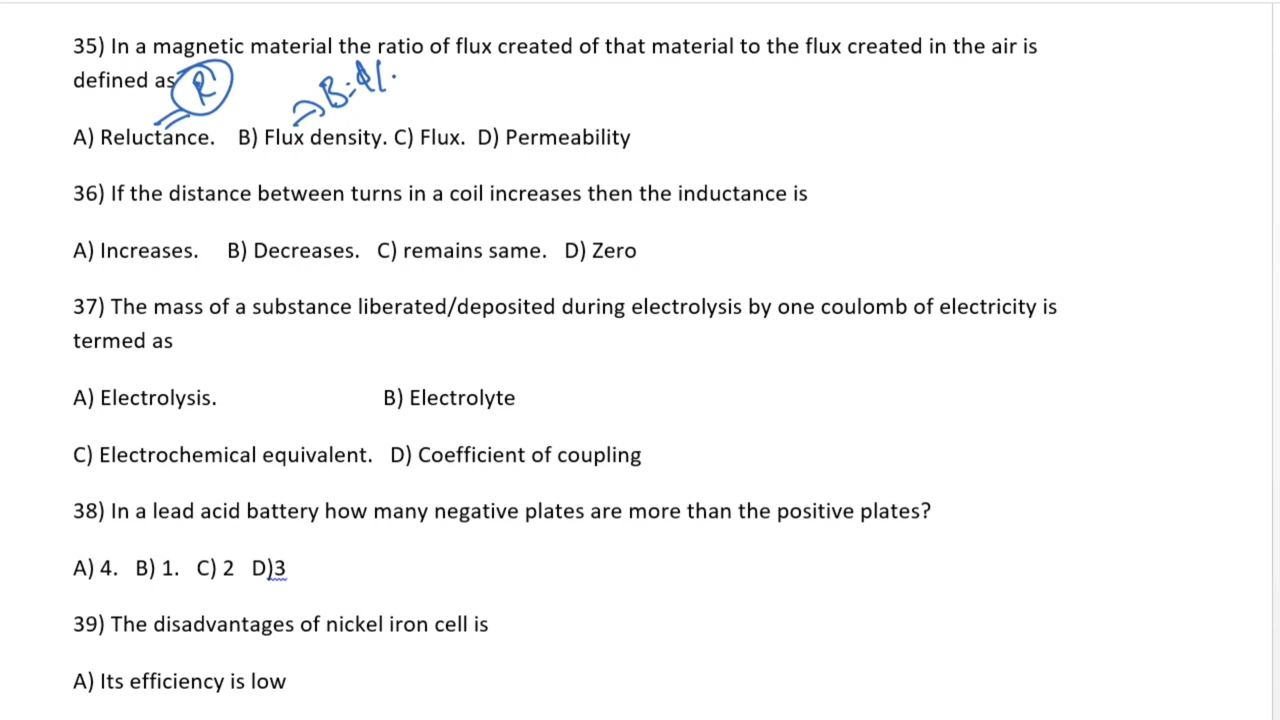 35) In a magnetic material the ratio of flux created of that material to the flux created in the air is
defined as
R
B=φ/.
A) Reluctance. B) Flux density. C) Flux. D) Permeability
36) If the distance between turns in a coil increases then the inductance is
A) Increases. B) Decreases. C) remains same. D) Zero
37) The mass of a substance liberated/deposited during electrolysis by one coulomb of electricity is
termed as
A) Electrolysis. B) Electrolyte
C) Electrochemical equivalent. D) Coefficient of coupling
38) In a lead acid battery how many negative plates are more than the positive plates?
A) 4. B) 1. C) 2 D)3
39) The disadvantages of nickel iron cell is
A) Its efficiency is low